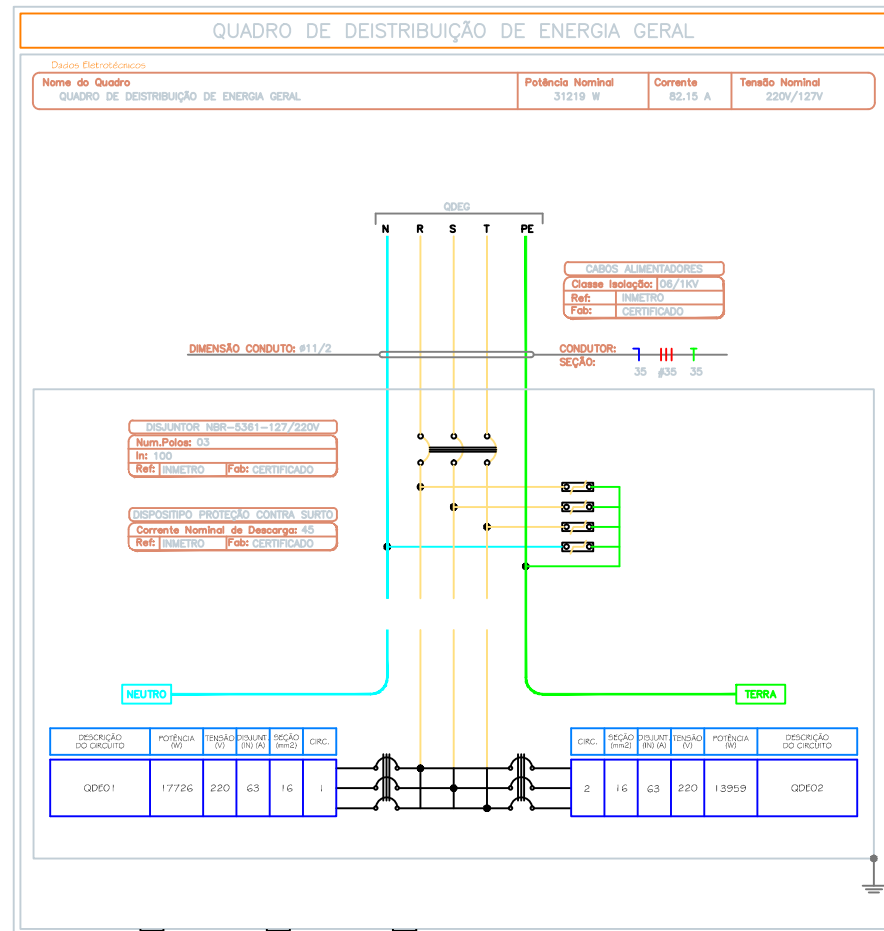 QUADRO DE DEISTRIBUIÇÃO DE ENERGIA GERAL
Dados Eletrotécnicos
Nome do Quadro
QUADRO DE DEISTRIBUIÇÃO DE ENERGIA GERAL
Potência Nominal
31219 W
Corrente
82.15 A
Tensão Nominal
220V/127V
QDEG
N R S T PE
CABOS ALIMENTADORES
Classe Isolação: 06/1KV
Ref: INMETRO
Fab: CERTIFICADO
DIMENSÃO CONDUTO: ø11/2
CONDUTOR:
SEÇÃO:
35 #35 35
DISJUNTOR NBR-5361-127/220V
Num.Polos: 03
In: 100
Ref: INMETRO Fab: CERTIFICADO
DISPOSITIPO PROTEÇÃO CONTRA SURTO
Corrente Nominal de Descarga: 45
Ref: INMETRO Fab: CERTIFICADO
NEUTRO
TERRA
DESCRIÇÃO DO CIRCUITO POTÊNCIA (W) TENSÃO (V) DISJUNT. (IN) (A) SEÇÃO (mm2) CIRC.
QDE01 17726 220 63 16 1
CIRC. SEÇÃO (mm2) DISJUNT. (IN) (A) TENSÃO (V) POTÊNCIA (W) DESCRIÇÃO DO CIRCUITO
2 16 63 220 13959 QDE02